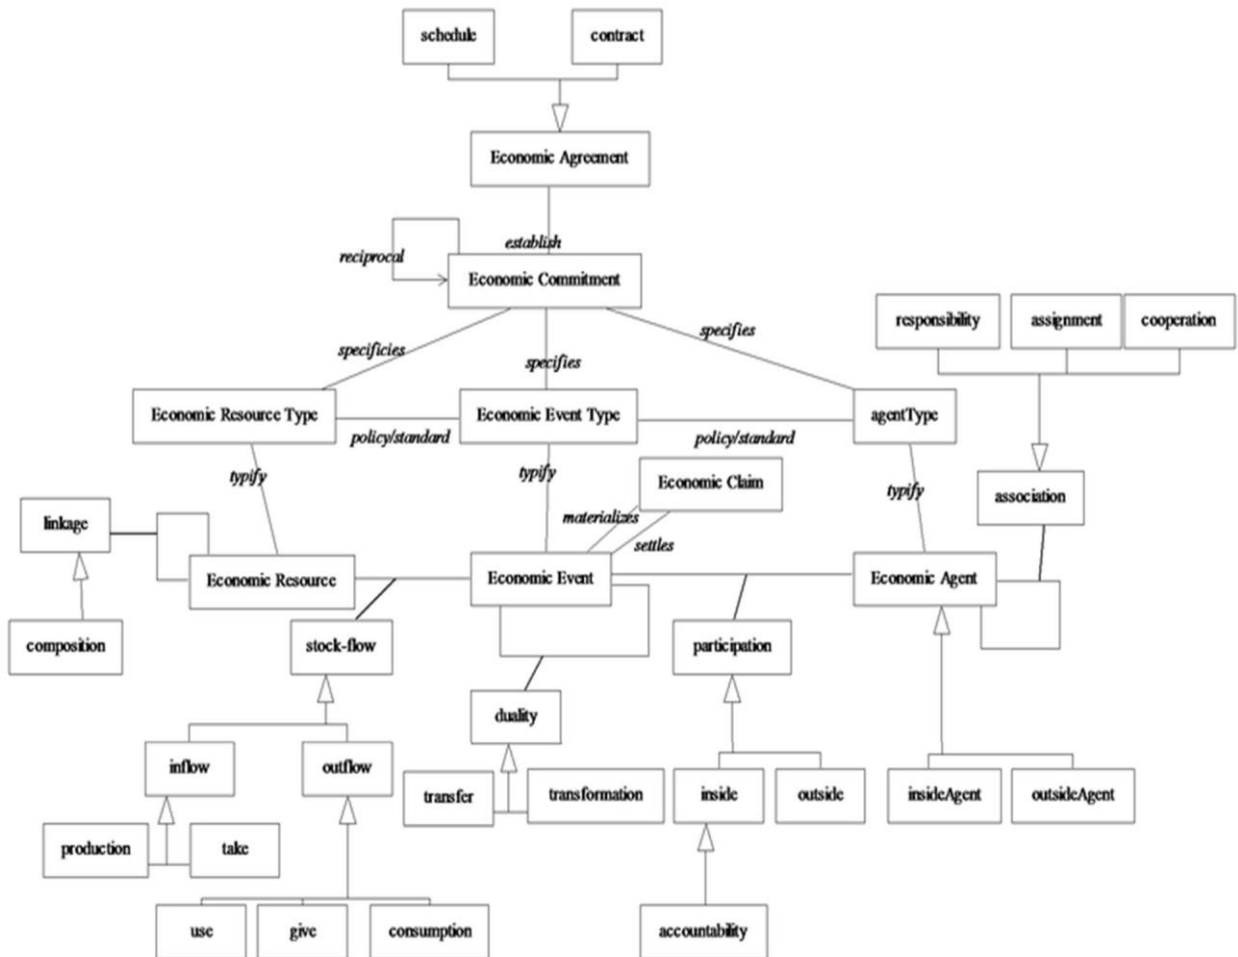 schedule
contract
Economic Agreement
establish
reciprocal
Economic Commitment
responsibility
assignment
cooperation
specificies
specifies
specifies
Economic Resource Type
Economic Event Type
agentType
policy/standard
policy/standard
typify
typify
typify
Economic Claim
association
linkage
materializes
settles
Economic Resource
Economic Event
Economic Agent
composition
stock-flow
participation
duality
inflow
outflow
transfer
transformation
inside
outside
insideAgent
outsideAgent
production
take
use
give
consumption
accountability